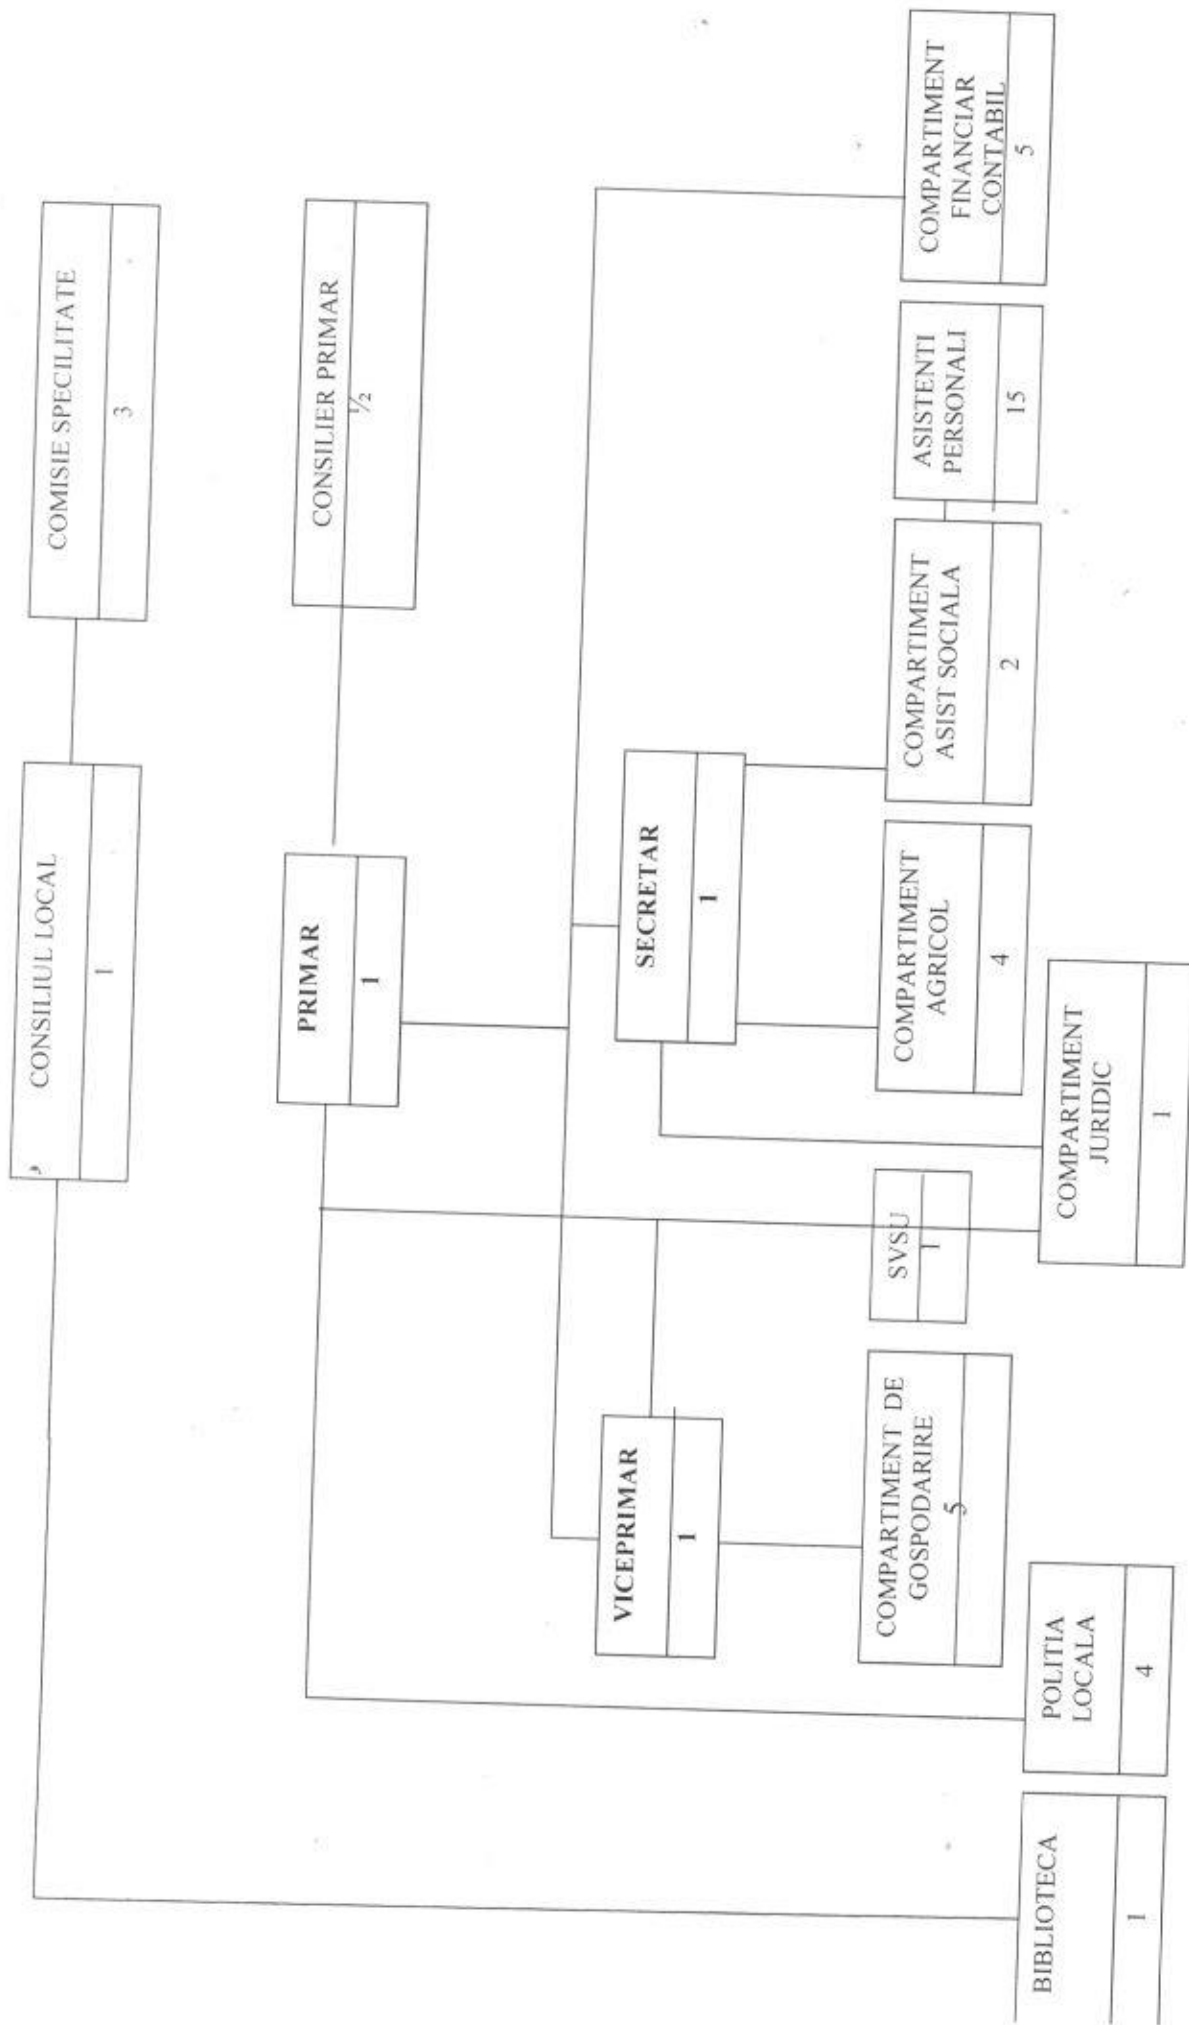 CONSILIUL LOCAL
1
COMISIE SPECILITATE
3
PRIMAR
1
CONSILIER PRIMAR
½
VICEPRIMAR
1
SECRETAR
1
COMPARTIMENT DE
GOSPODARIRE
5
SVSU
1
COMPARTIMENT
AGRICOL
4
COMPARTIMENT
ASIST SOCIALA
2
ASISTENTI
PERSONALI
15
COMPARTIMENT
FINANCIAR
CONTABIL
5
BIBLIOTECA
1
POLITIA
LOCALA
4
COMPARTIMENT
JURIDIC
1